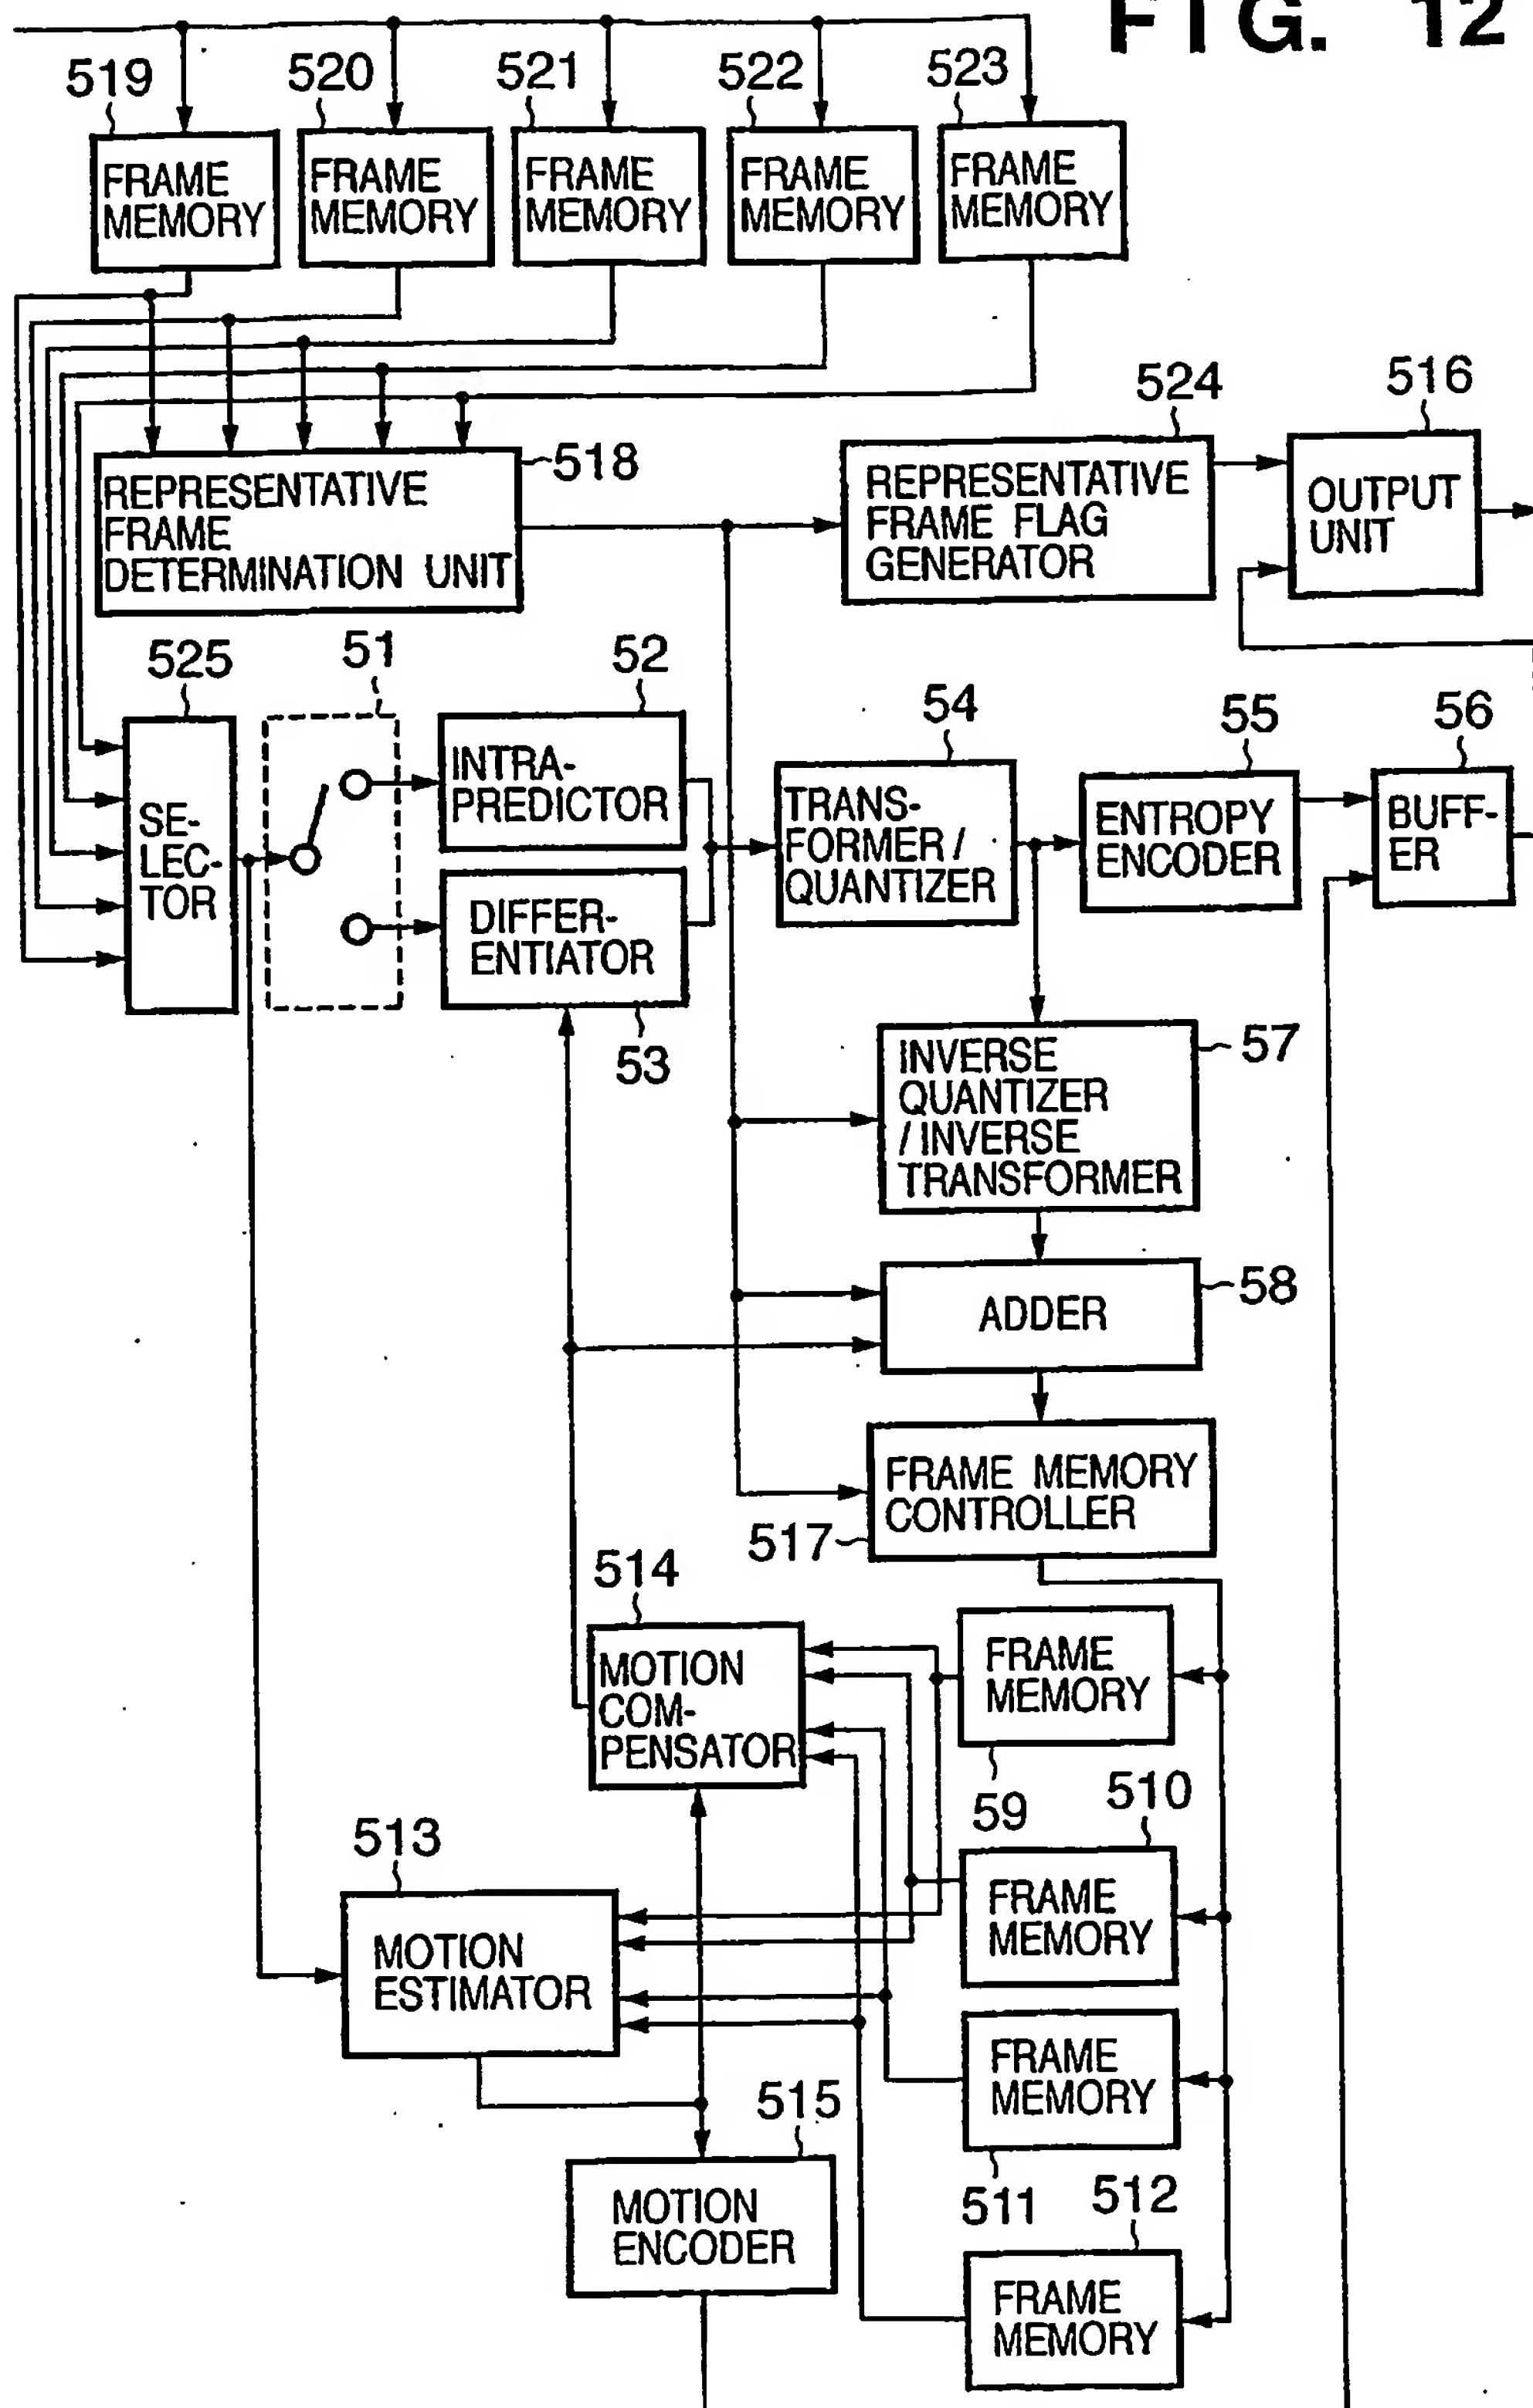 FIG. 12
519
520
521
522
523
FRAME
MEMORY
FRAME
MEMORY
FRAME
MEMORY
FRAME
MEMORY
FRAME
MEMORY
518
524
516
REPRESENTATIVE
FRAME
DETERMINATION UNIT
REPRESENTATIVE
FRAME FLAG
GENERATOR
OUTPUT
UNIT
525
51
52
54
55
56
SE-
LEC-
TOR
INTRA-
PREDICTOR
TRANS-
FORMER /
QUANTIZER
ENTROPY
ENCODER
BUFF-
ER
DIFFER-
ENTIATOR
53
INVERSE
QUANTIZER
/ INVERSE
TRANSFORMER
57
ADDER
58
FRAME MEMORY
CONTROLLER
517
514
MOTION
COM-
PENSATOR
FRAME
MEMORY
59
510
513
FRAME
MEMORY
MOTION
ESTIMATOR
FRAME
MEMORY
515
511
512
MOTION
ENCODER
FRAME
MEMORY